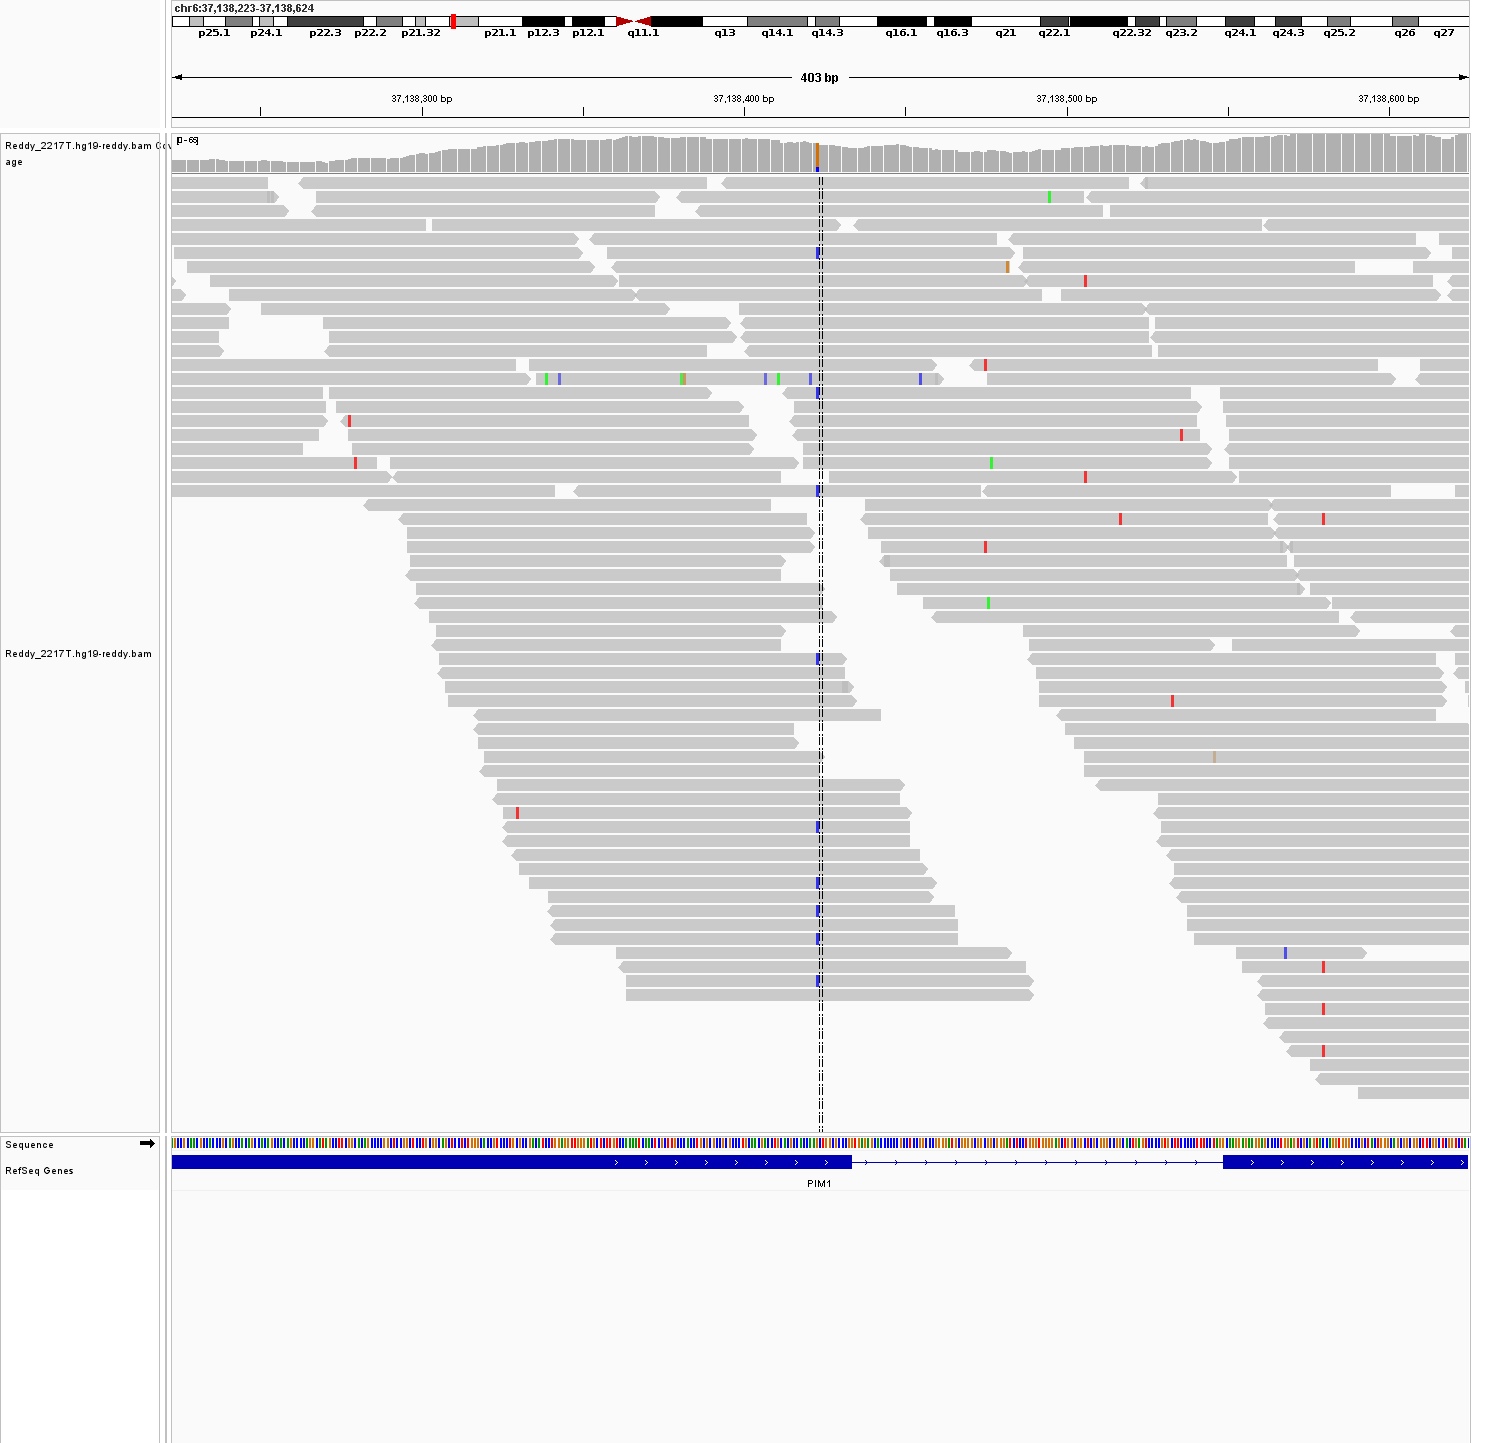 chr6:37,138,223-37,138,624
p25.1 p24.1 p22.3 p22.2 p21.32 p21.1 p12.3 p12.1 q11.1 q13 q14.1 q14.3 q16.1 q16.3 q21 q22.1 q22.32 q23.2 q24.1 q24.3 q25.2 q26 q27
403 bp
37,138,300 bp 37,138,400 bp 37,138,500 bp 37,138,600 bp
Reddy_2217T.hg19-reddy.bam Cov
age
Reddy_2217T.hg19-reddy.bam
Sequence
RefSeq Genes
PIM1